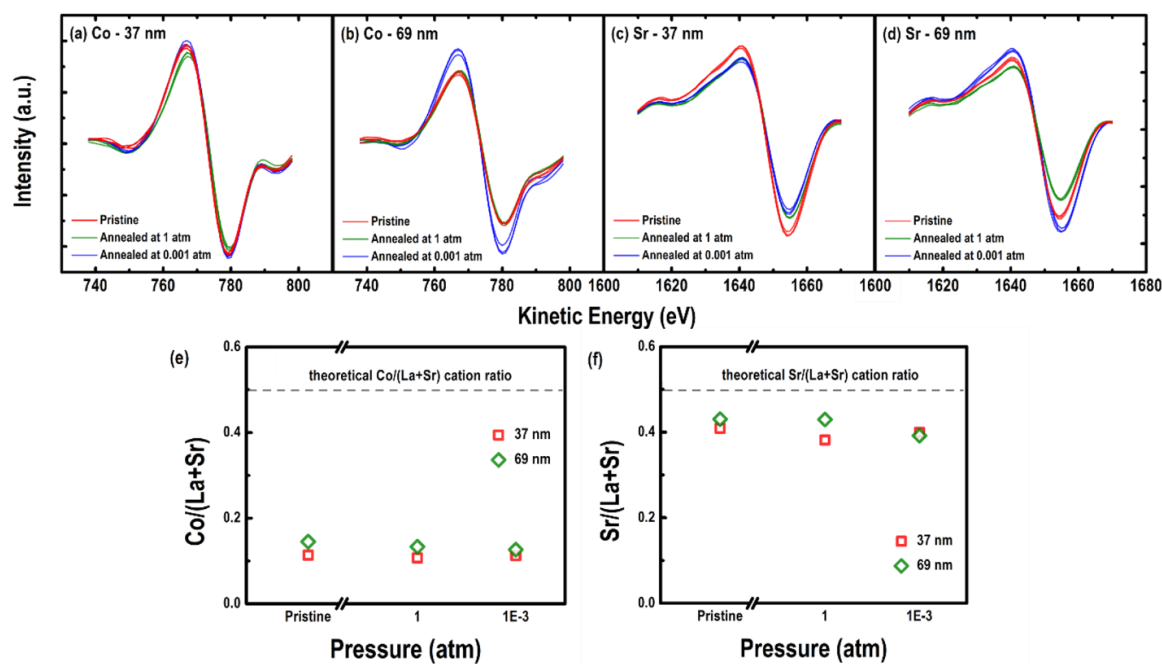 (a) Co - 37 nm
(b) Co - 69 nm
(c) Sr - 37 nm
(d) Sr - 69 nm
Intensity (a.u.)
Pristine
Annealed at 1 atm
Annealed at 0.001 atm
Pristine
Annealed at 1 atm
Annealed at 0.001 atm
Pristine
Annealed at 1 atm
Annealed at 0.001 atm
Pristine
Annealed at 1 atm
Annealed at 0.001 atm
740 760 780 800 740 760 780 800 1620 1640 1660 1600 1620 1640 1660 1680
Kinetic Energy (eV)
(e)
theoretical Co/(La+Sr) cation ratio
37 nm
69 nm
Co/(La+Sr)
0.6
0.4
0.2
0.0
Pristine 1 1E-3
Pressure (atm)
(f)
theoretical Sr/(La+Sr) cation ratio
37 nm
69 nm
Sr/(La+Sr)
0.6
0.4
0.2
0.0
Pristine 1 1E-3
Pressure (atm)